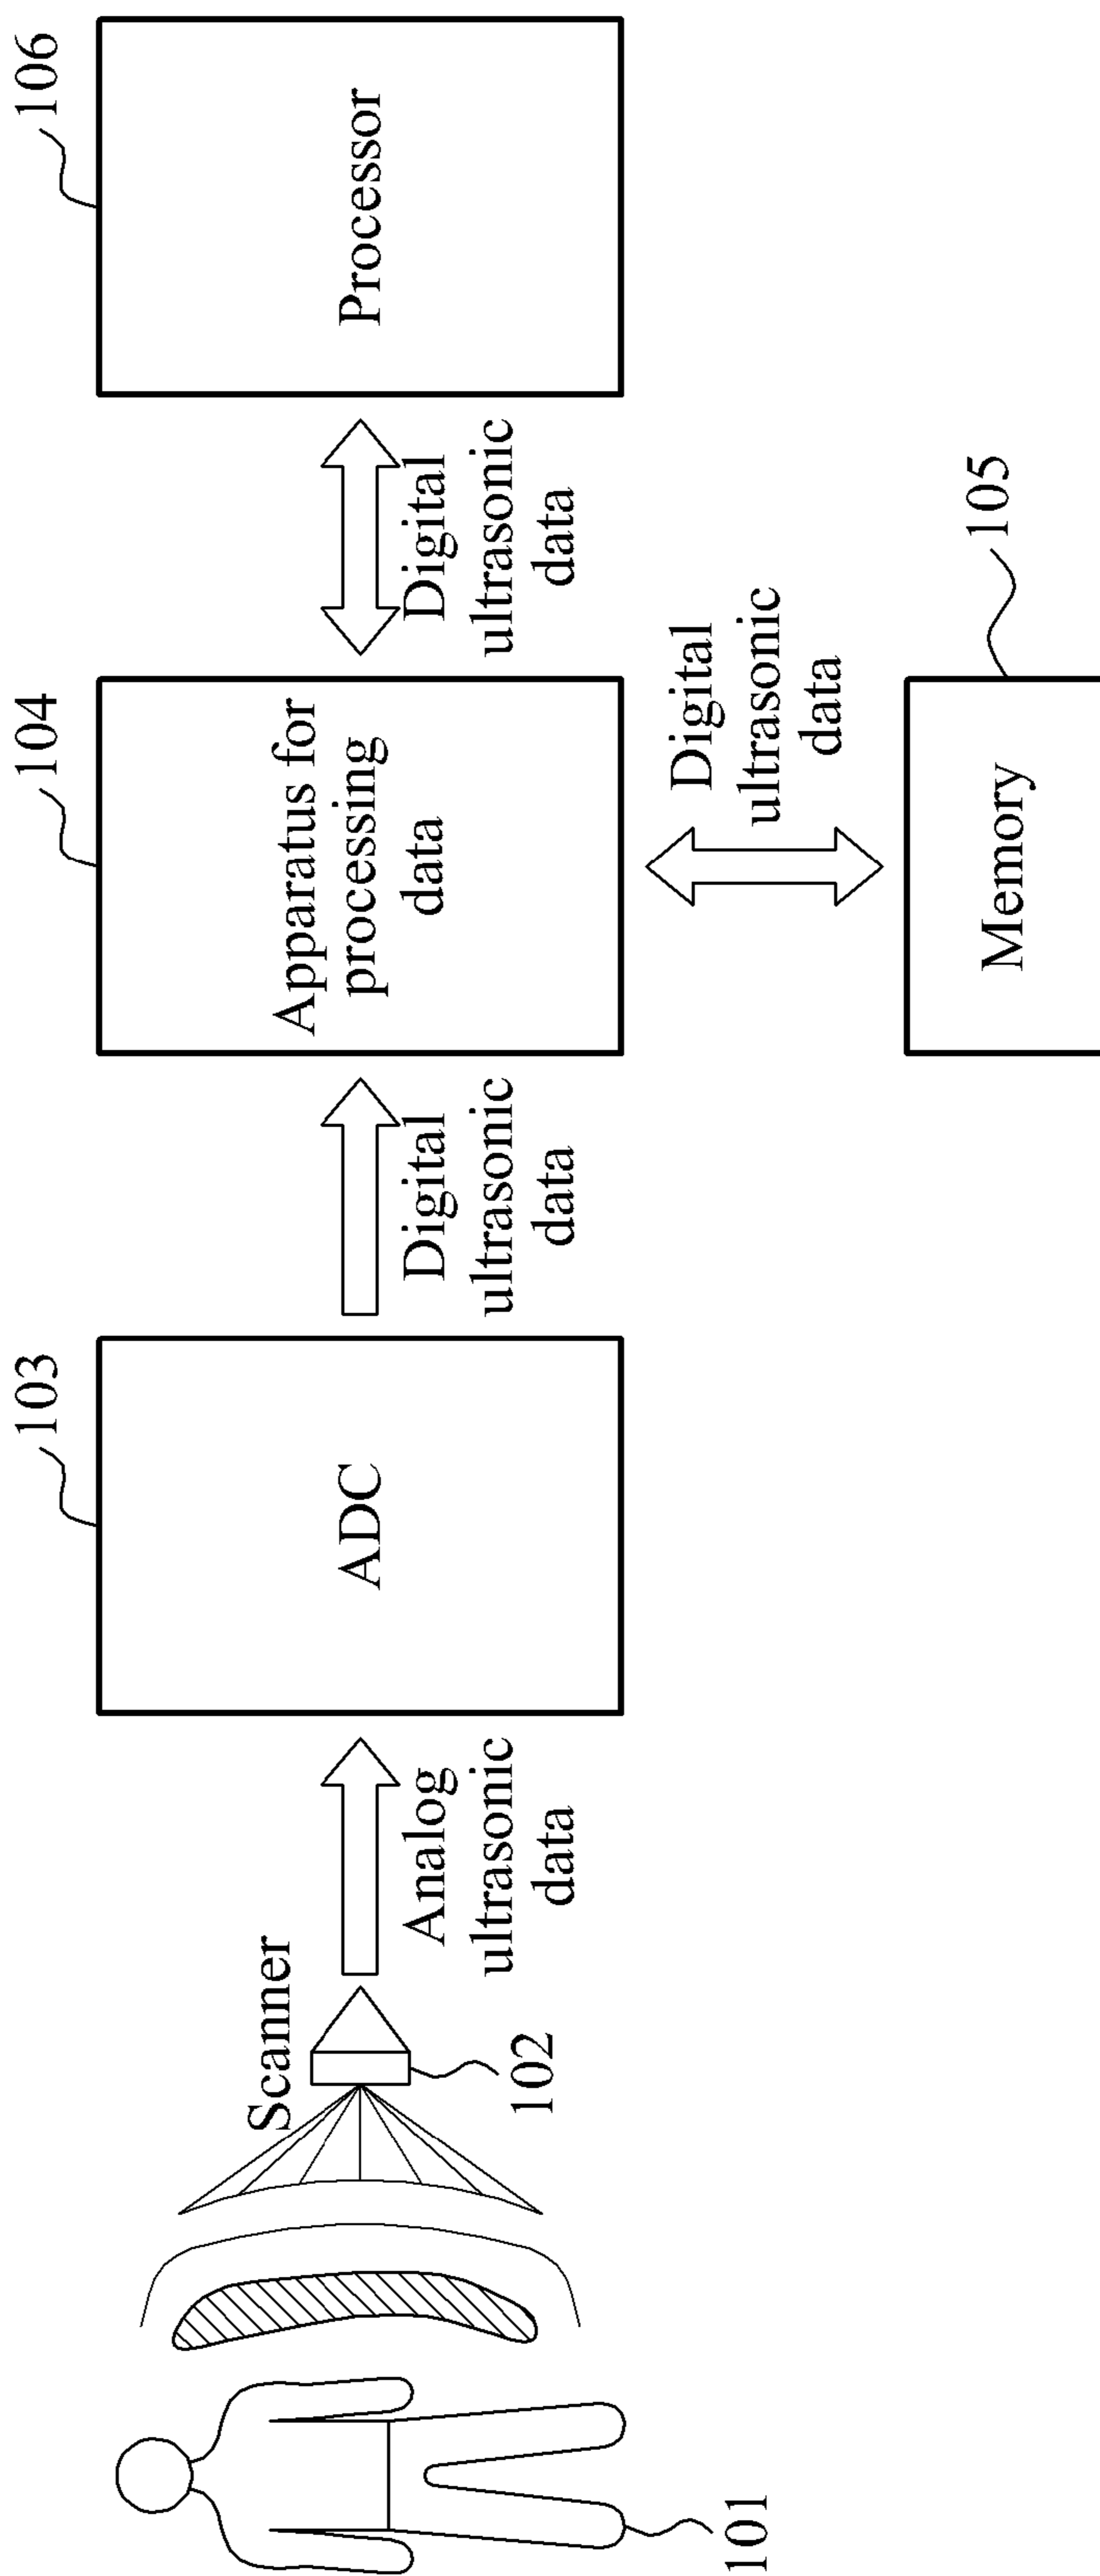 101
Scanner
102
Analog
ultrasonic
data
103
ADC
Digital
ultrasonic
data
104
Apparatus for
processing
data
Digital
ultrasonic
data
106
Processor
Digital
ultrasonic
data
105
Memory